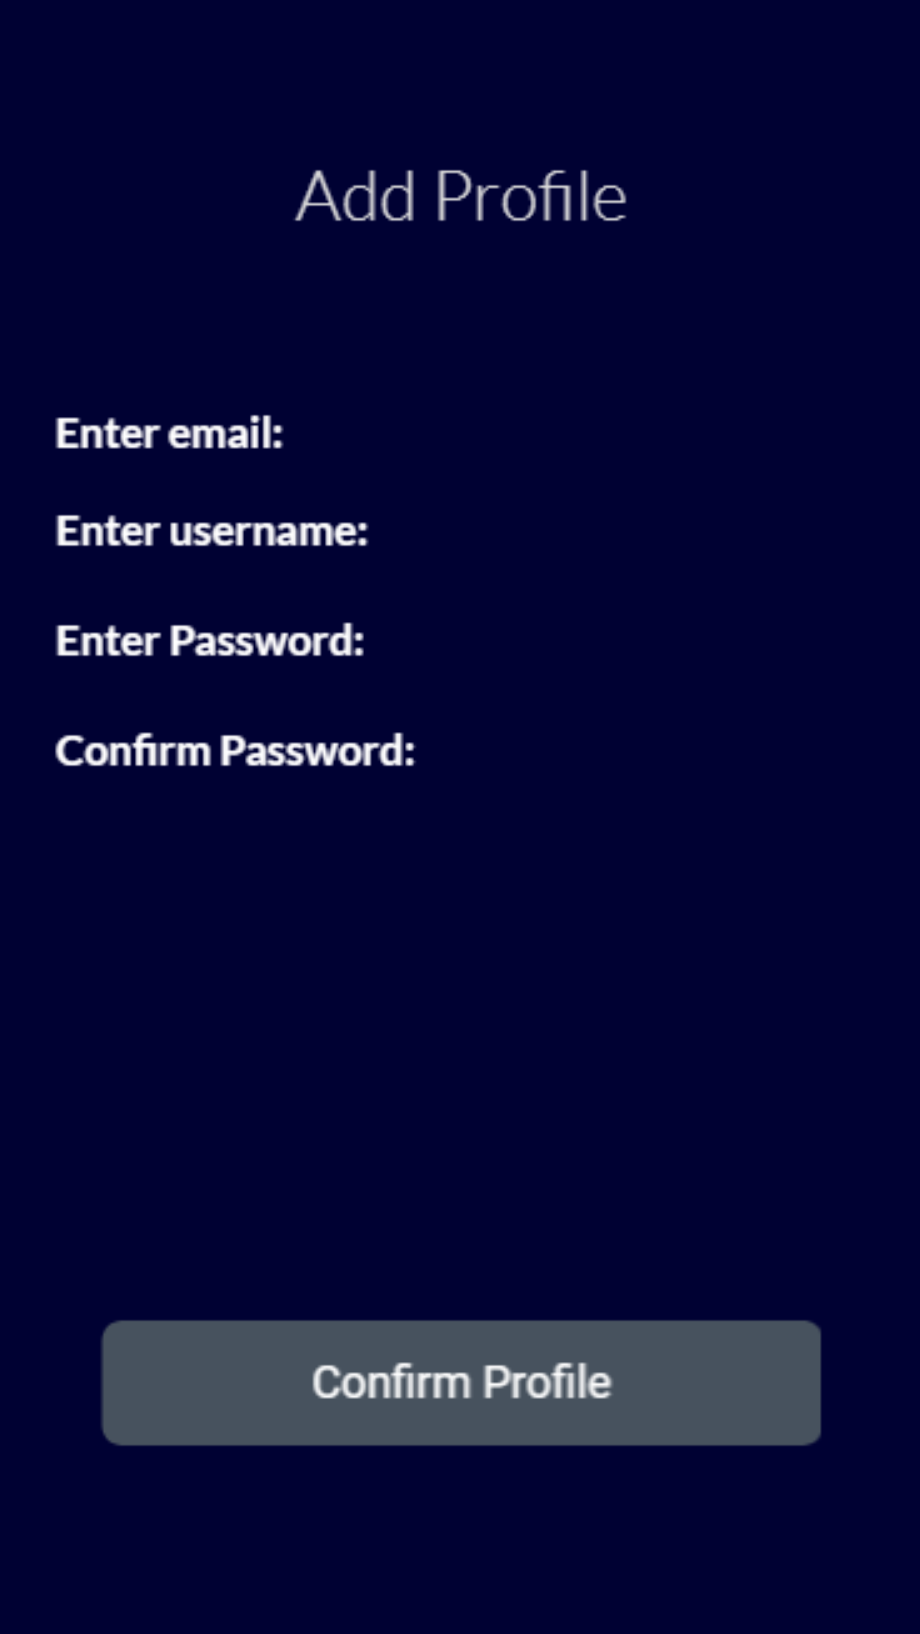 Add Profile
Enter email:
Enter username:
Enter Password:
Confirm Password:
Confirm Profile